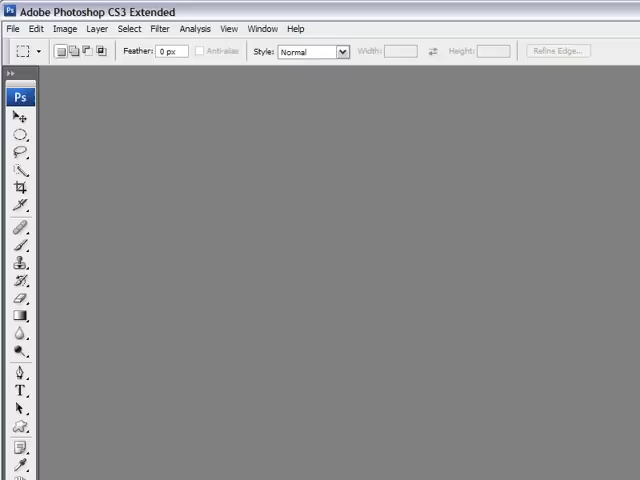 Ps Adobe Photoshop CS3 Extended
File Edit Image Layer Select Filter Analysis View Window Help
Feather: 0 px Anti-alias Style: Normal Width: Height: Refine Edge...
Ps
T